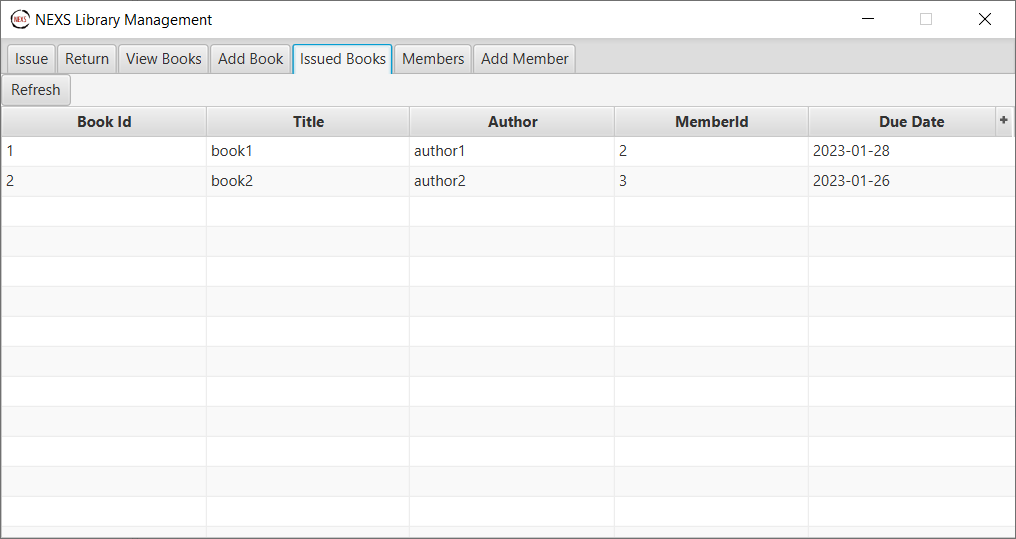 NEXS NEXS Library Management
Issue Return View Books Add Book Issued Books Members Add Member
Refresh
Book Id Title Author MemberId Due Date +
1 book1 author1 2 2023-01-28
2 book2 author2 3 2023-01-26